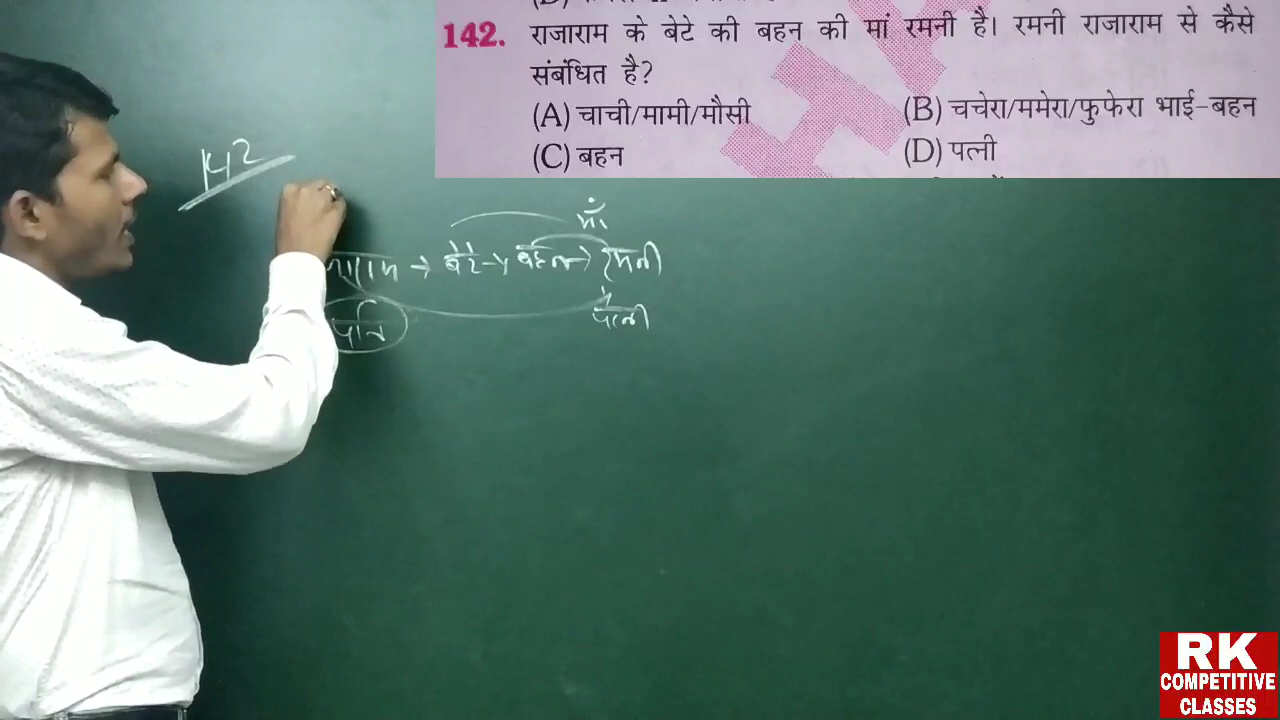 142. राजाराम के बेटे की बहन की मां रमनी है। रमनी राजाराम से कैसे
संबंधित है?
(A) चाची/मामी/मौसी (B) चचेरा/ममेरा/फुफेरा भाई-बहन
(C) बहन (D) पत्नी
142
माँ
बेटे → बहन → रमनी
पति पत्नी
RK
COMPETITIVE
CLASSES